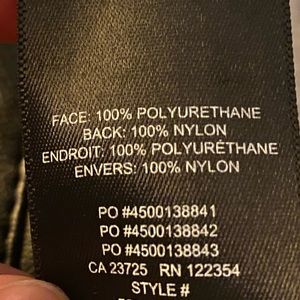 FACE: 100% POLYURETHANE
BACK: 100% NYLON
ENDROIT: 100% POLYURÉTHANE
ENVERS: 100% NYLON
PO #4500138841
PO #4500138842
PO #4500138843
CA 23725 RN 122354
STYLE #